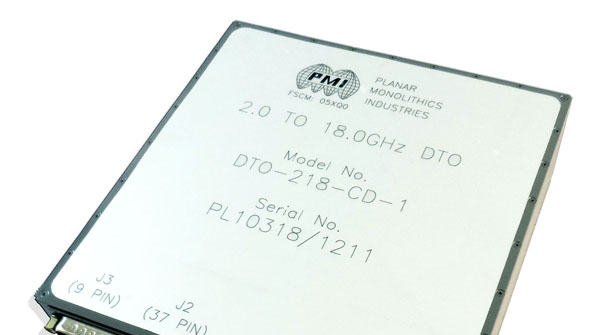 PMI
PLANAR
MONOLITHICS
INDUSTRIES
FSCM: 05XQ0
2.0 TO 18.0GHz DTO
Model No.
DTO-218-CD-1
Serial No.
PL10318/1211
J3
(9 PIN)
J2
(37 PIN)